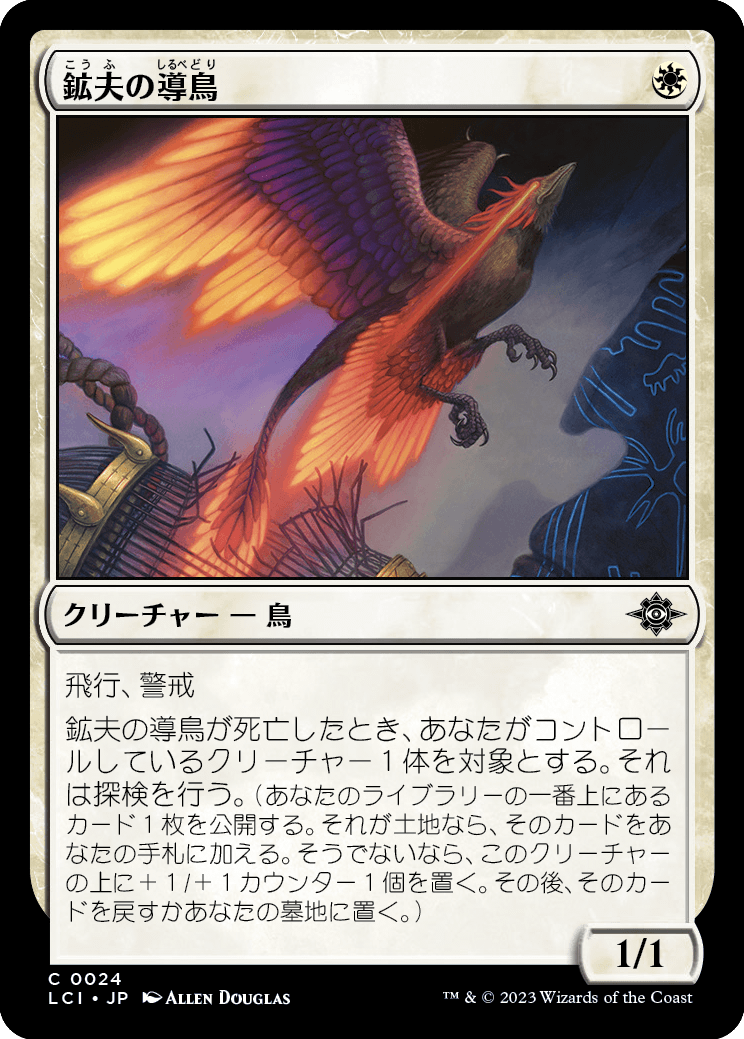 鉱夫の導鳥
こうふ しるべどり
クリーチャー — 鳥
飛行、警戒
鉱夫の導鳥が死亡したとき、あなたがコントロー
ルしているクリーチャー１体を対象とする。それ
は探検を行う。（あなたのライブラリーの一番上にある
カード１枚を公開する。それが土地なら、そのカードをあ
なたの手札に加える。そうでないなら、このクリーチャー
の上に＋１/＋１カウンター１個を置く。その後、そのカー
ドを戻すかあなたの墓地に置く。）
1/1
C 0024
LCI • JP ALLEN DOUGLAS
™ & © 2023 Wizards of the Coast